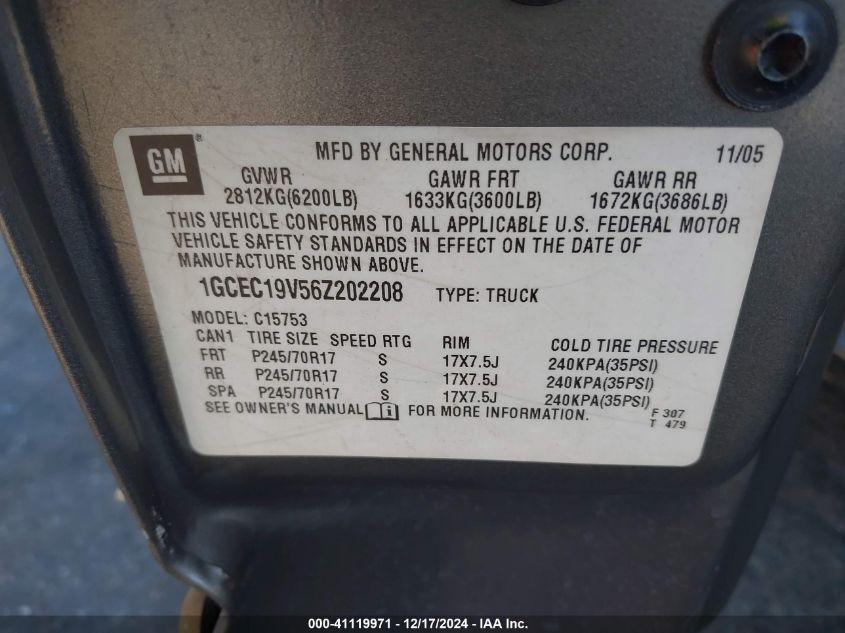 GM ®
MFD BY GENERAL MOTORS CORP. 11/05
GVWR GAWR FRT GAWR RR
2812KG(6200LB) 1633KG(3600LB) 1672KG(3686LB)
THIS VEHICLE CONFORMS TO ALL APPLICABLE U.S. FEDERAL MOTOR
VEHICLE SAFETY STANDARDS IN EFFECT ON THE DATE OF
MANUFACTURE SHOWN ABOVE.
1GCEC19V56Z202208 TYPE: TRUCK
MODEL: C15753
CAN1 TIRE SIZE SPEED RTG RIM COLD TIRE PRESSURE
FRT P245/70R17 S 17X7.5J 240KPA(35PSI)
RR P245/70R17 S 17X7.5J 240KPA(35PSI)
SPA P245/70R17 S 17X7.5J 240KPA(35PSI)
SEE OWNER'S MANUAL i FOR MORE INFORMATION. F 307
T 479
000-41119971 / 12/17/2024 - IAA Inc.